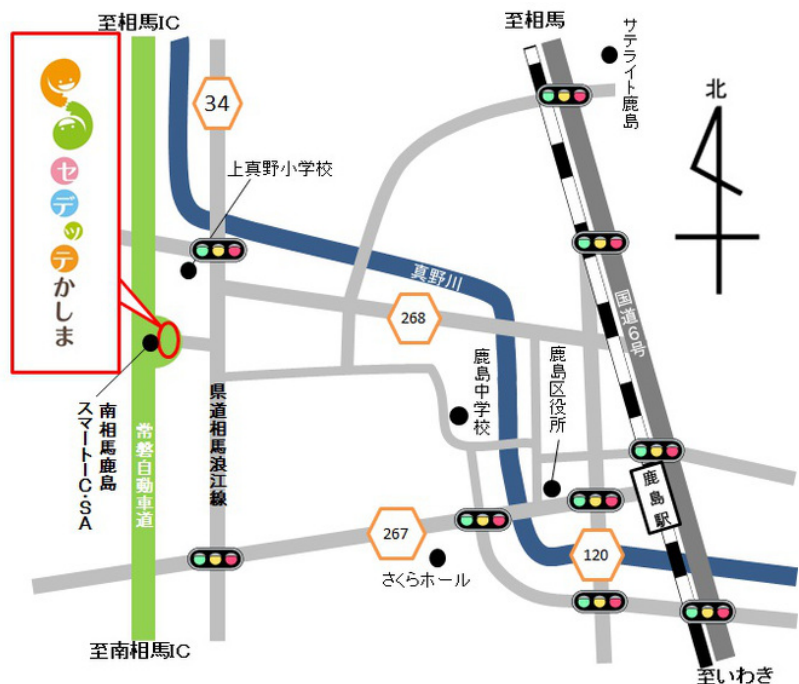 至相馬IC
至相馬
サテライト鹿島
北
34
セデッテかしま
上真野小学校
真野川
国道6号
268
鹿島中学校
鹿島区役所
南相馬鹿島
スマートIC・SA
常磐自動車道
県道相馬浪江線
鹿島駅
267
さくらホール
120
至南相馬IC
至いわき